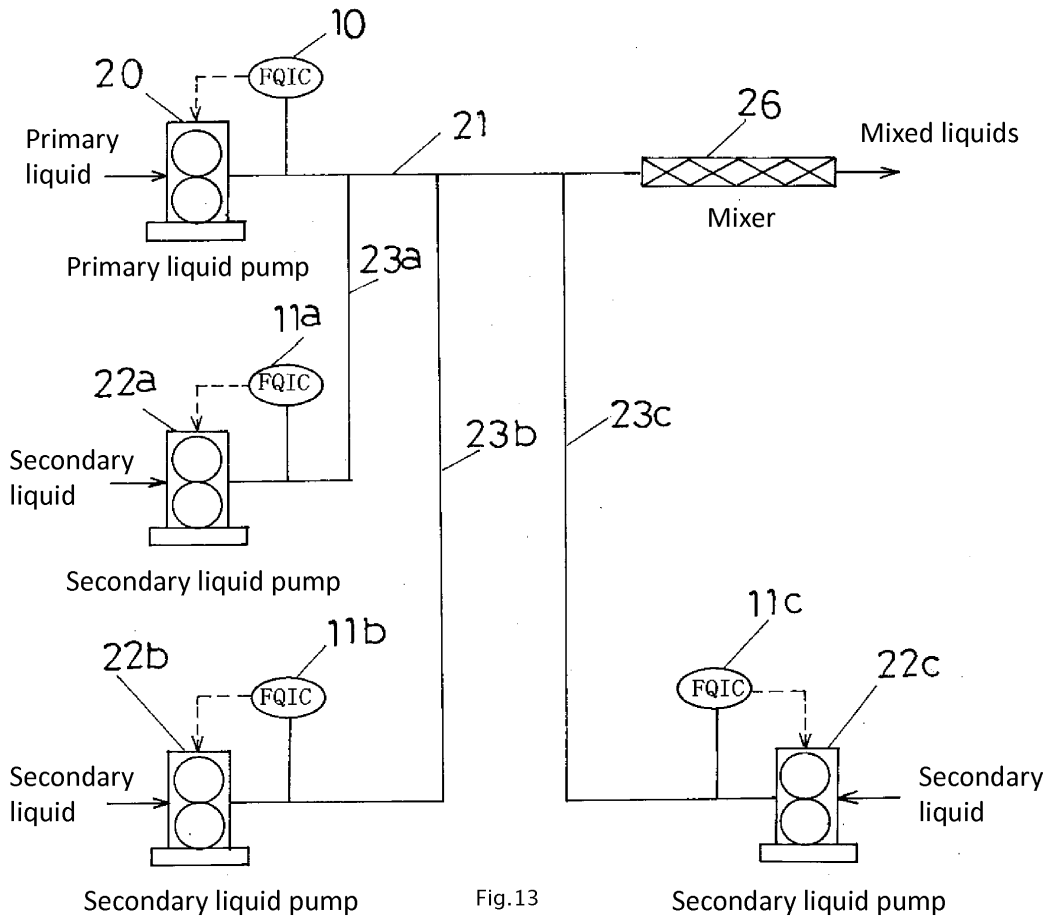 10
FQIC
20
21
26
Mixed liquids
Primary
liquid
Mixer
Primary liquid pump
23a
11a
FQIC
22a
23b
23c
Secondary
liquid
Secondary liquid pump
11b
11c
22b
FQIC
FQIC
22c
Secondary
liquid
Secondary
liquid
Secondary liquid pump
Fig.13
Secondary liquid pump